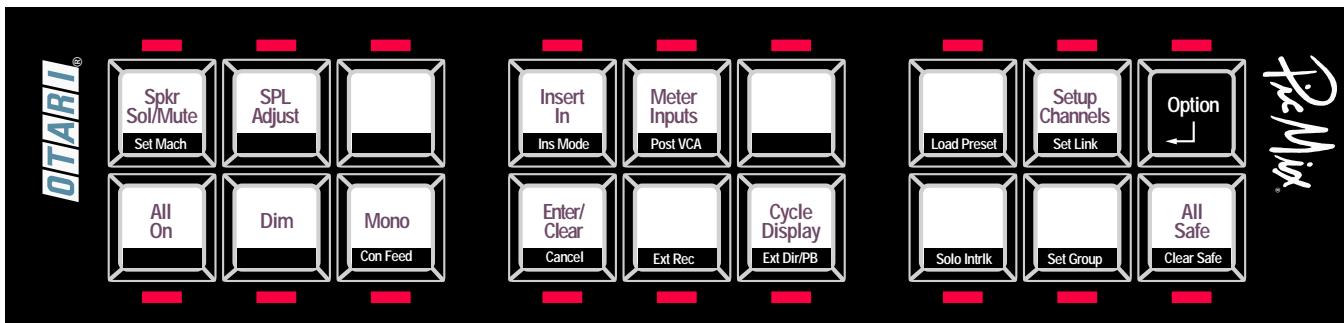 OTARI®
Spkr
Sol/Mute
Set Mach
SPL
Adjust
Insert
In
Ins Mode
Meter
Inputs
Post VCA
Load Preset
Setup
Channels
Set Link
Option
PicMix
All
On
Dim
Mono
Con Feed
Enter/
Clear
Cancel
Ext Rec
Cycle
Display
Ext Dir/PB
Solo Intrlk
Set Group
All
Safe
Clear Safe